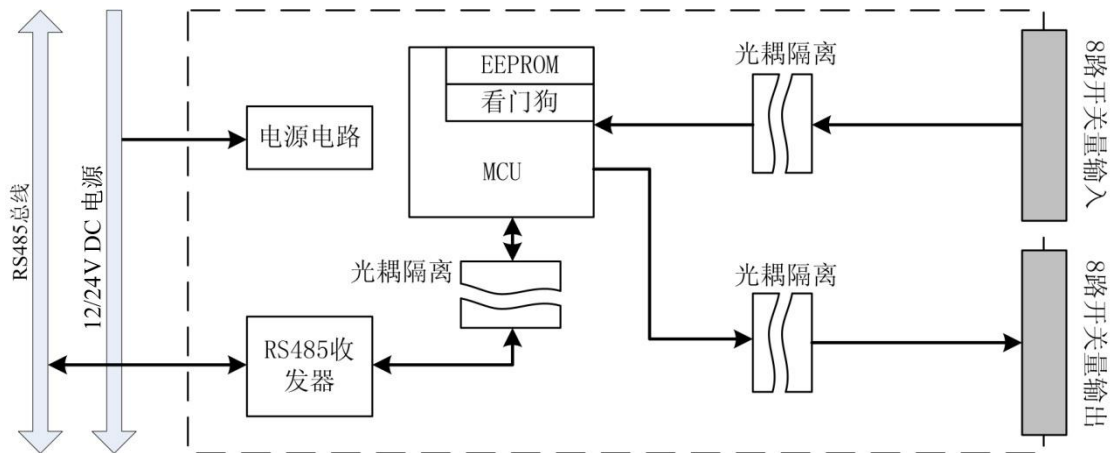 RS485总线
12/24V DC 电源
电源电路
RS485收
发器
EEPROM
看门狗
MCU
光耦隔离
光耦隔离
8路开关量输入
光耦隔离
8路开关量输出